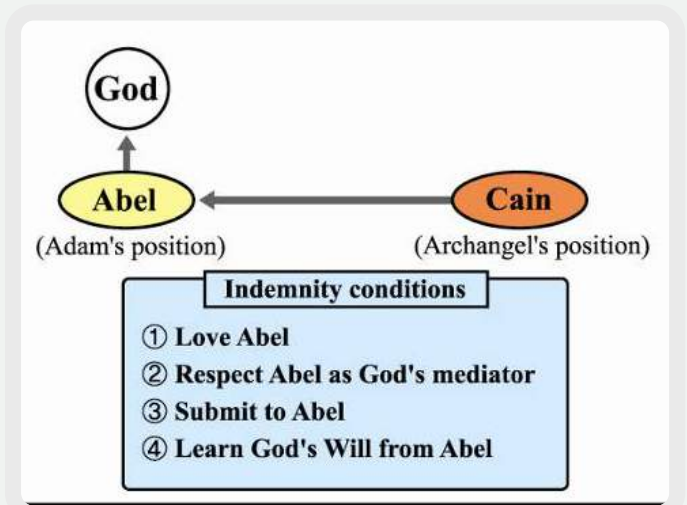 God
Abel
Cain
(Adam's position)
(Archangel's position)
Indemnity conditions
① Love Abel
② Respect Abel as God's mediator
③ Submit to Abel
④ Learn God's Will from Abel